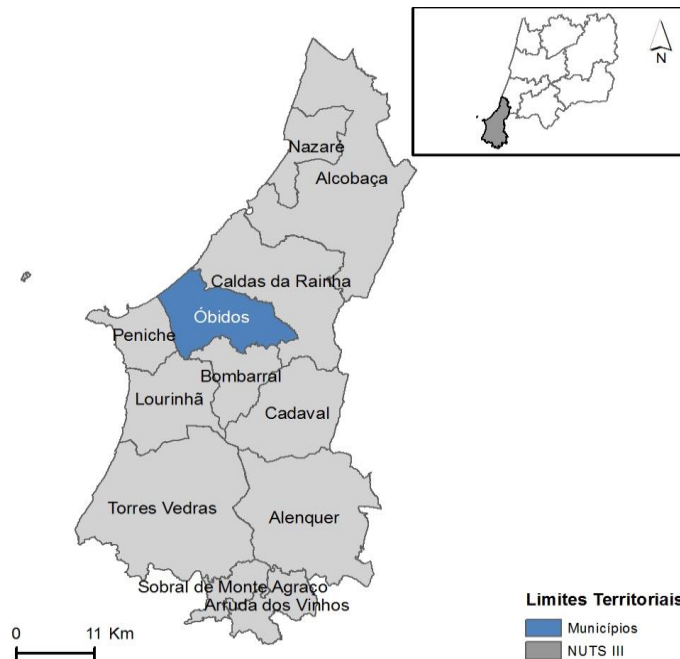 N
Nazaré
Alcobaça
Caldas da Rainha
Óbidos
Peniche
Bombarral
Lourinhã
Cadaval
Torres Vedras
Alenquer
Sobral de Monte Agraço
Arruda dos Vinhos
Limites Territoriais
Municípios
NUTS III
0 11 Km